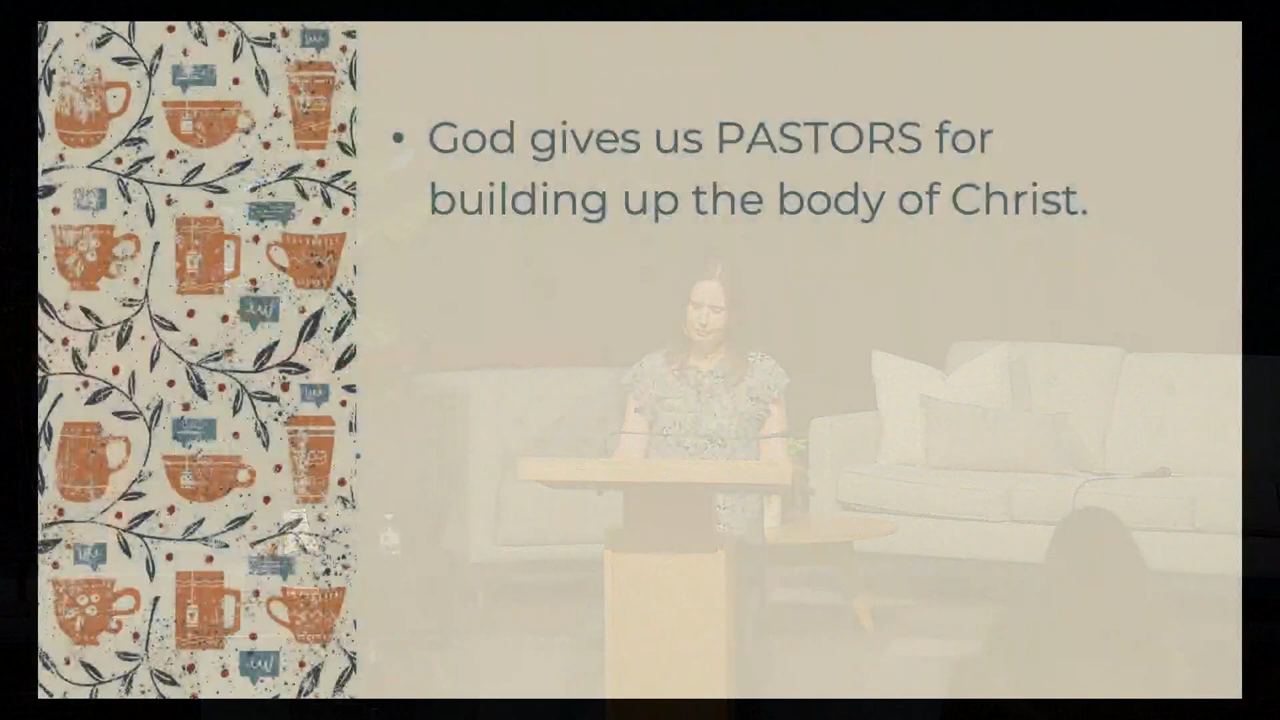 • God gives us PASTORS for
building up the body of Christ.